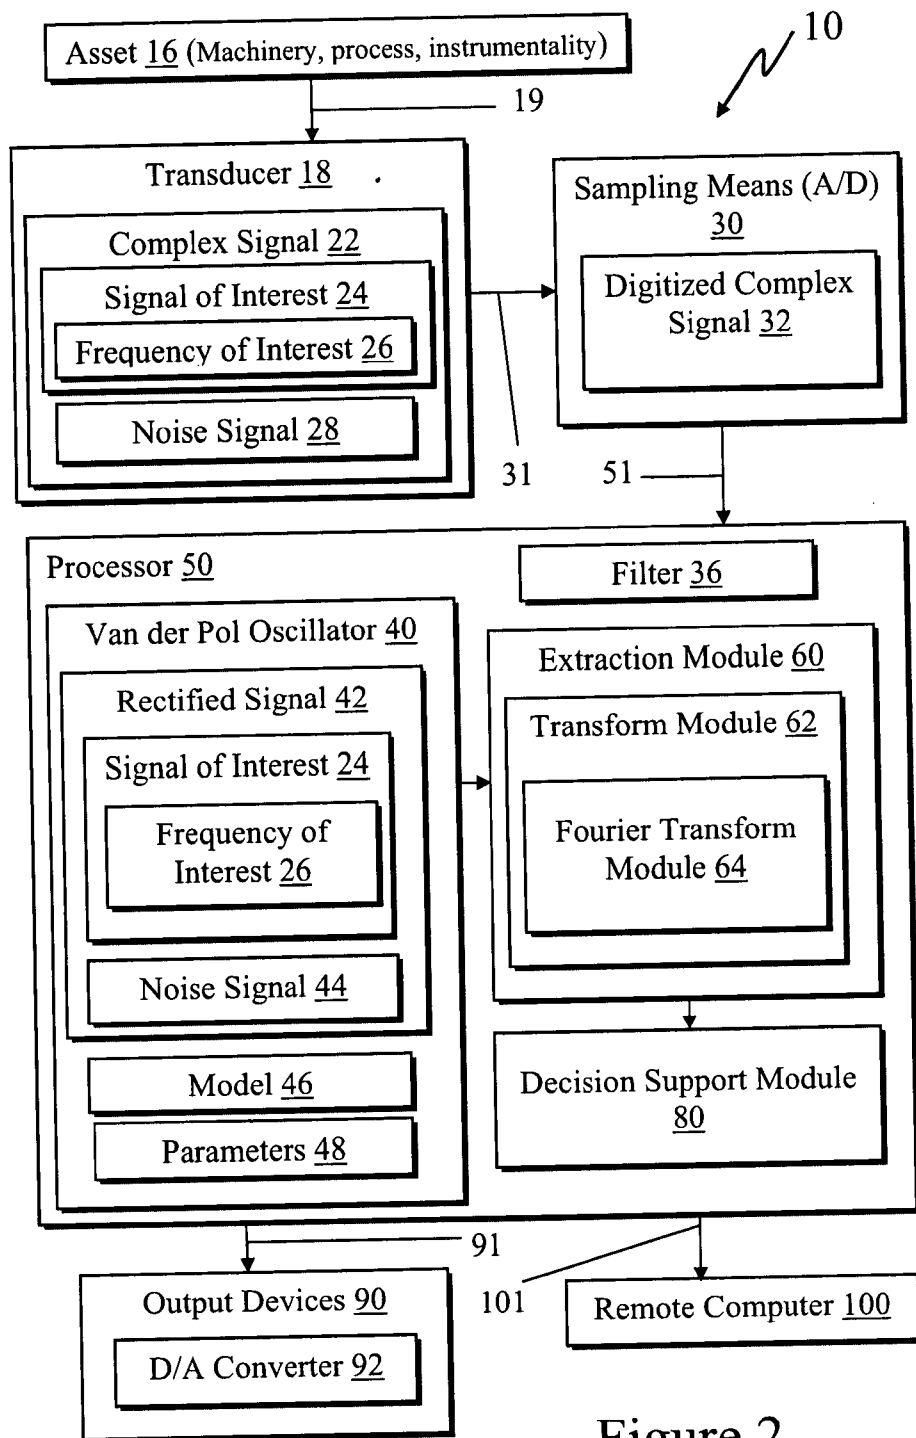 10
Asset 16 (Machinery, process, instrumentality)
19
Transducer 18
Complex Signal 22
Signal of Interest 24
Frequency of Interest 26
Noise Signal 28
31
Sampling Means (A/D)
30
Digitized Complex
Signal 32
51
Processor 50
Filter 36
Van der Pol Oscillator 40
Rectified Signal 42
Signal of Interest 24
Frequency of
Interest 26
Noise Signal 44
Model 46
Parameters 48
Extraction Module 60
Transform Module 62
Fourier Transform
Module 64
Decision Support Module
80
91
101
Output Devices 90
D/A Converter 92
Remote Computer 100
Figure 2